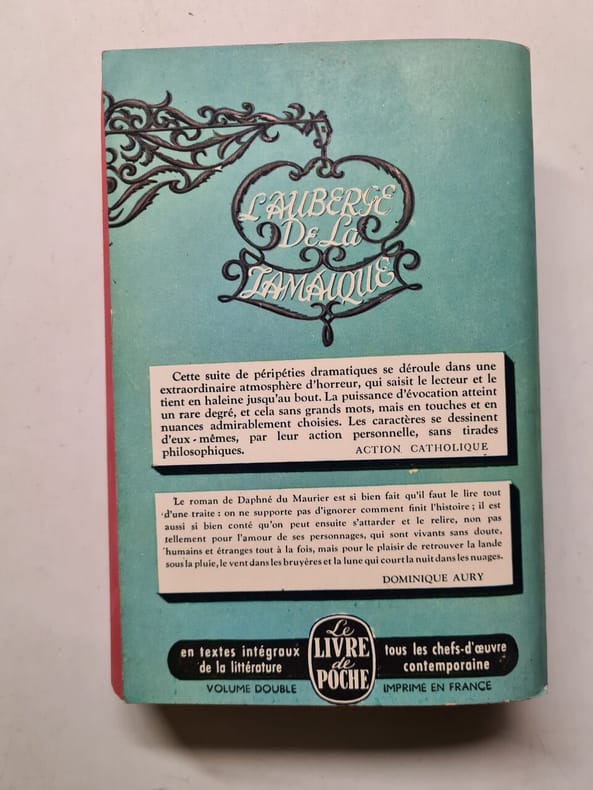 L'AUBERGE
De La
JAMAIQUE
Cette suite de péripéties dramatiques se déroule dans une
extraordinaire atmosphère d'horreur, qui saisit le lecteur et le
tient en haleine jusqu'au bout. La puissance d'évocation atteint
un rare degré, et cela sans grands mots, mais en touches et en
nuances admirablement choisies. Les caractères se dessinent
d'eux-mêmes, par leur action personnelle, sans tirades
philosophiques. ACTION CATHOLIQUE
Le roman de Daphné du Maurier est si bien fait qu'il faut le lire tout
d'une traite : on ne supporte pas d'ignorer comment finit l'histoire ; il est
aussi si bien conté qu'on peut ensuite s'attarder et le relire, non pas
tellement pour l'amour de ses personnages, qui sont vivants sans doute,
humains et étranges tout à la fois, mais pour le plaisir de retrouver la lande
sous la pluie, le vent dans les bruyères et la lune qui court la nuit dans les nuages.
DOMINIQUE AURY
en textes intégraux
de la littérature
Le
LIVRE
de
POCHE
tous les chefs-d'œuvre
contemporaine
VOLUME DOUBLE
IMPRIMÉ EN FRANCE